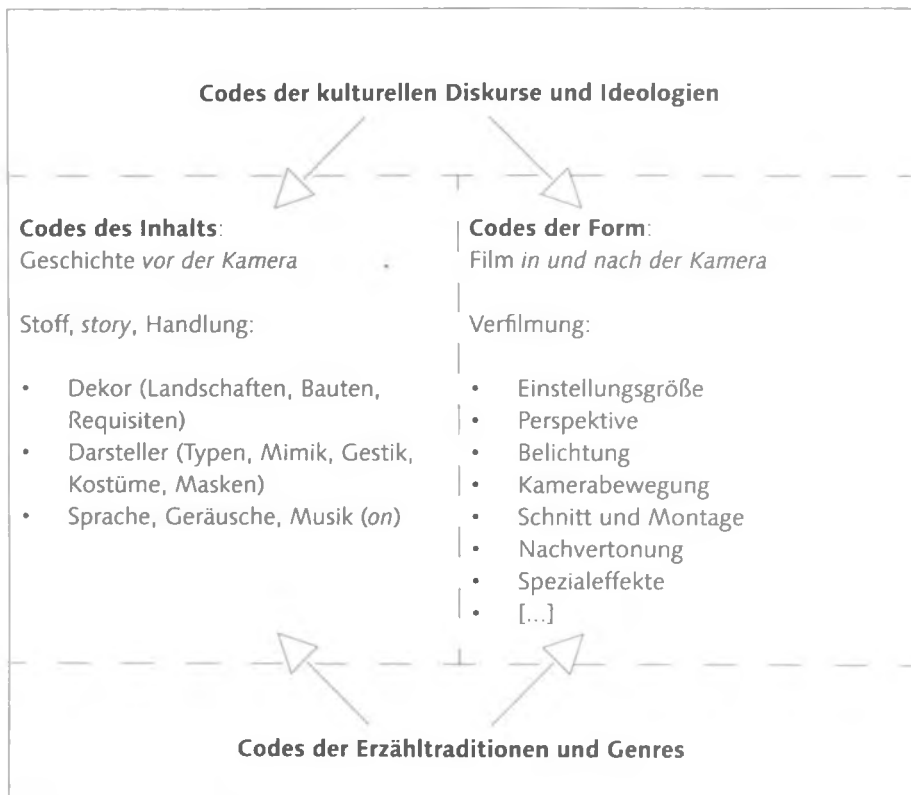 Codes der kulturellen Diskurse und Ideologien
Codes des Inhalts:
Geschichte vor der Kamera
Stoff, story, Handlung:
• Dekor (Landschaften, Bauten,
Requisiten)
• Darsteller (Typen, Mimik, Gestik,
Kostüme, Masken)
• Sprache, Geräusche, Musik (on)
Codes der Form:
Film in und nach der Kamera
Verfilmung:
• Einstellungsgröße
• Perspektive
• Belichtung
• Kamerabewegung
• Schnitt und Montage
• Nachvertonung
• Spezialeffekte
• [...]
Codes der Erzähltraditionen und Genres